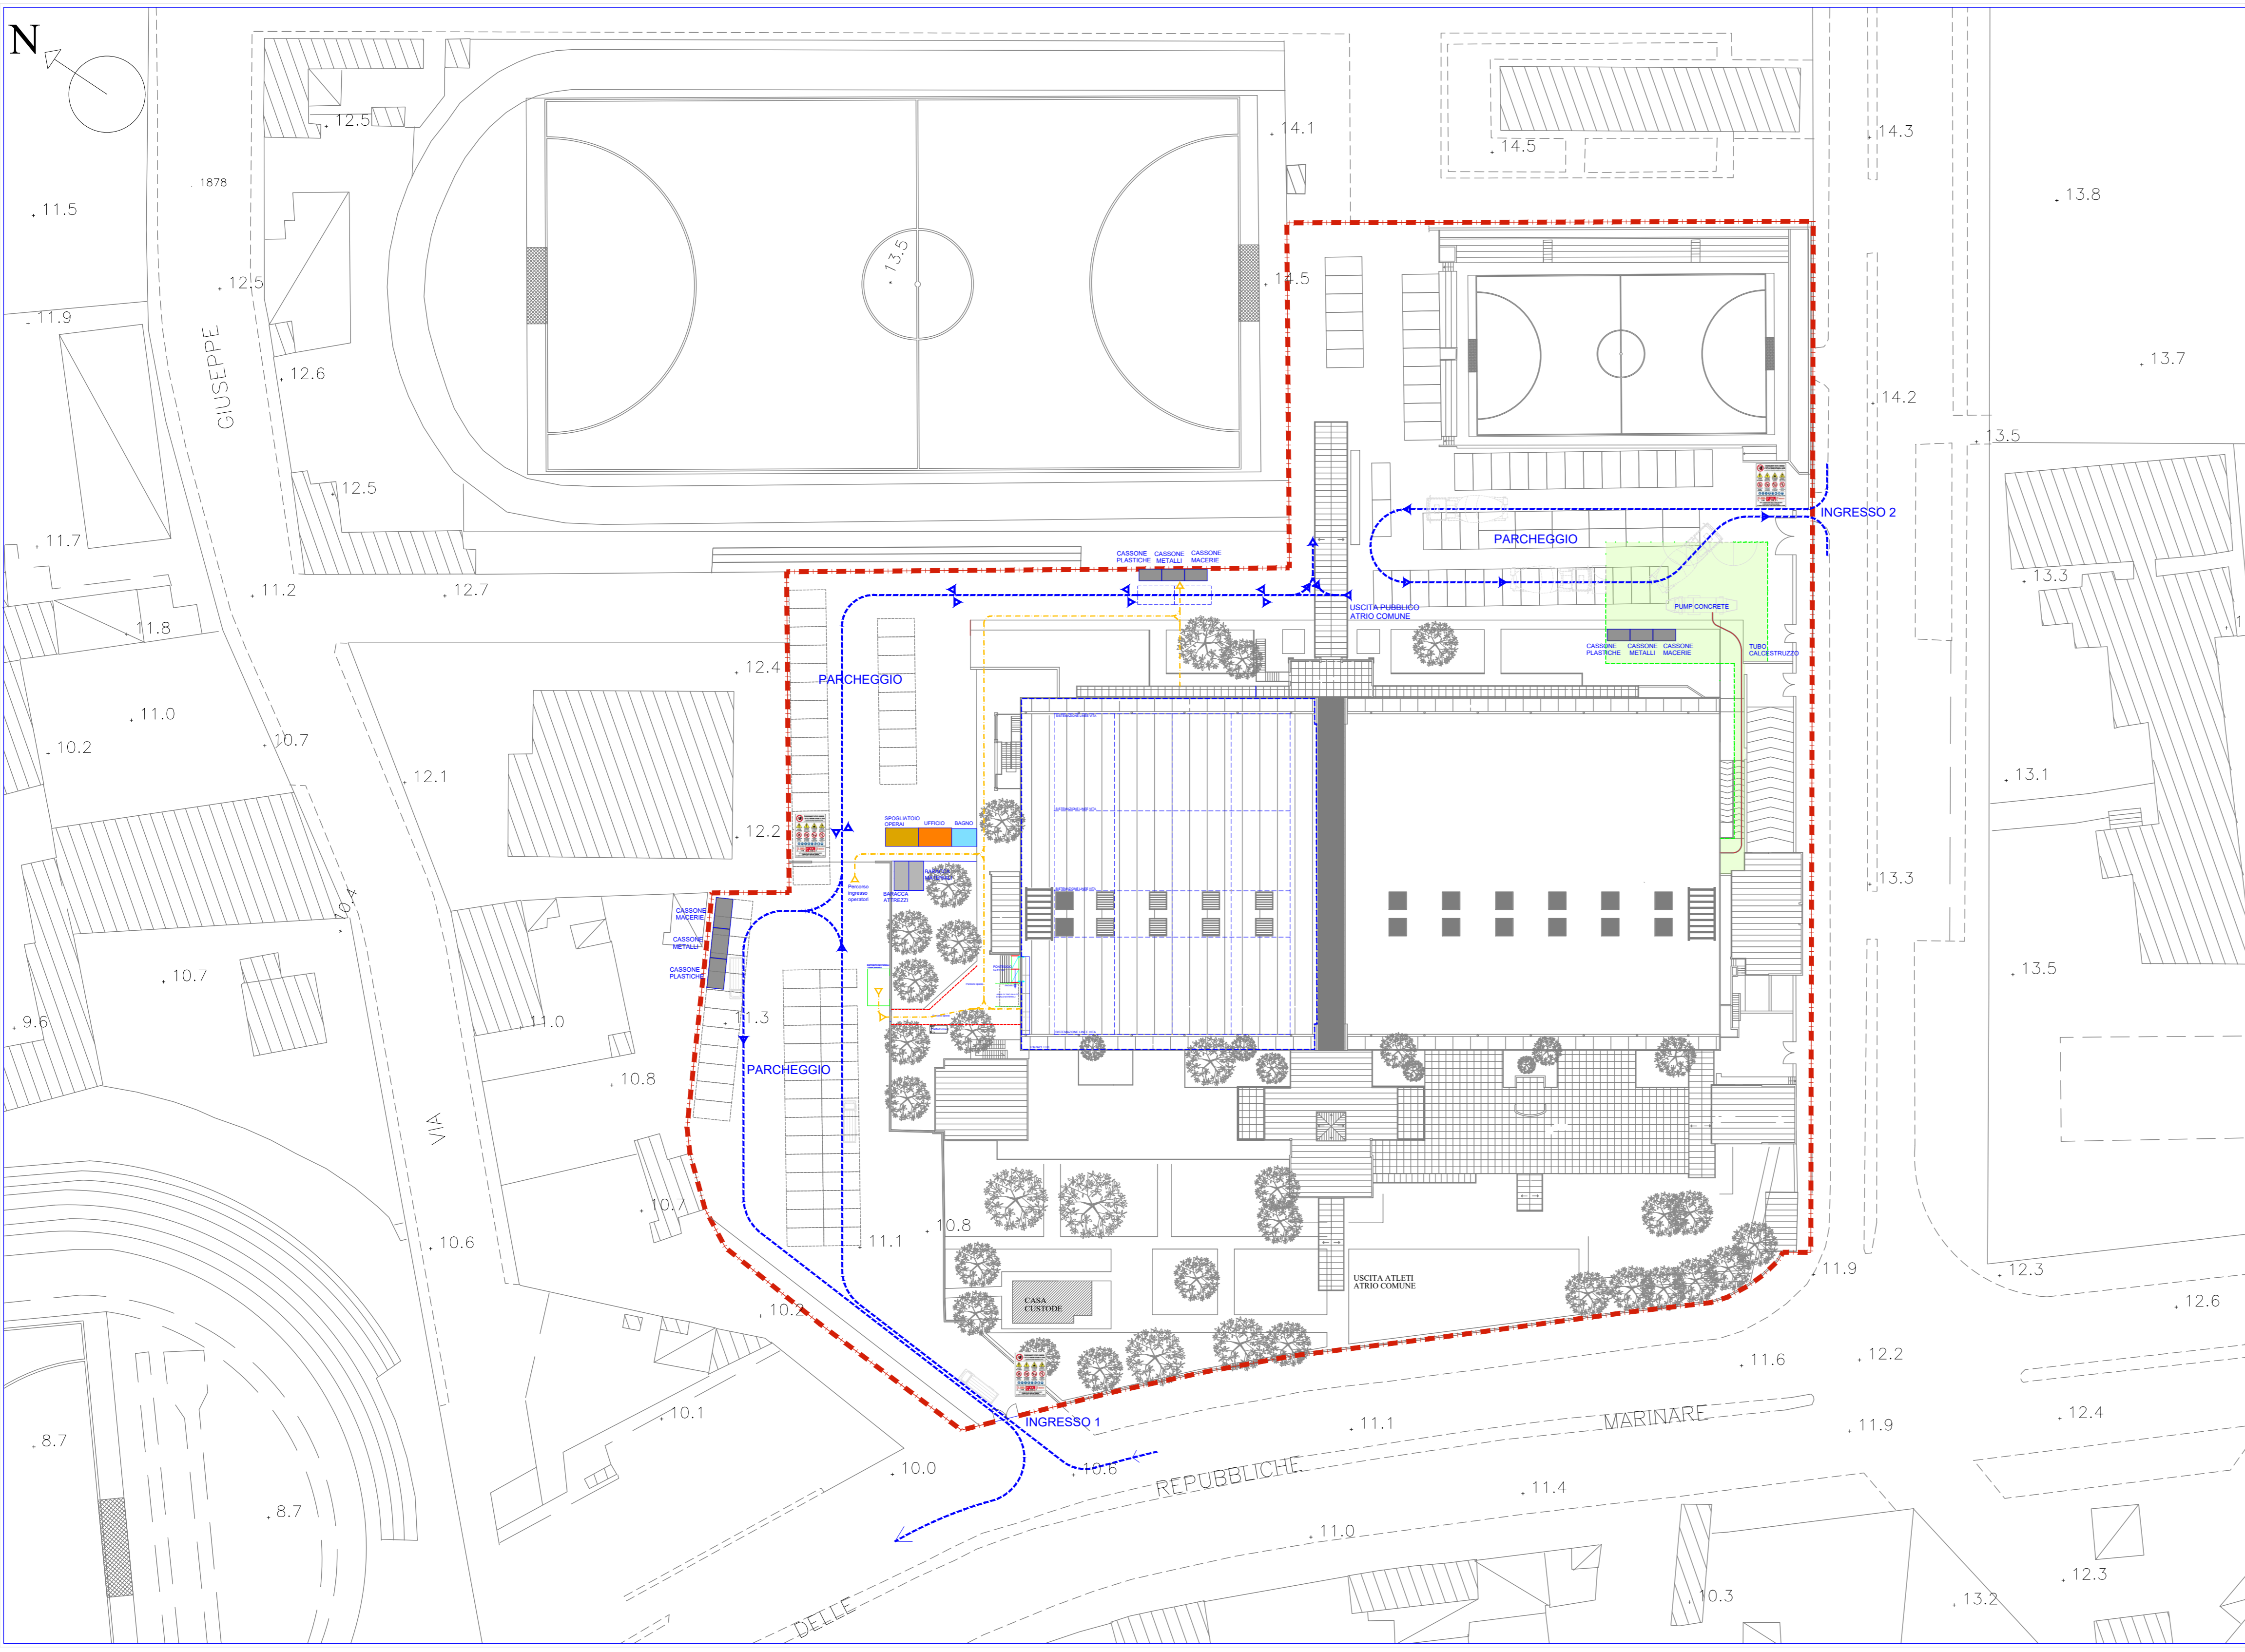 N
12.5
14.1
14.3
14.5
1878
11.5
13.8
13.5
12.5
14.5
11.9
GIUSEPPE
12.6
13.7
14.2
13.5
12.5
INGRESSO 2
PARCHEGGIO
11.7
CASSONE
PLASTICHE
CASSONE
METALLI
CASSONE
MACERIE
11.2
12.7
13.3
USCITA PUBBLICO
ATRIO COMUNE
PUMP CONCRETE
11.8
CASSONE
PLASTICHE
CASSONE
METALLI
CASSONE
MACERIE
TUBO
CALCESTRUZZO
12.4
PARCHEGGIO
11.0
10.2
10.7
12.1
13.1
SPOGLIATOIO
OPERAI
UFFICIO
BAGNO
12.2
Percorso
ingresso
operatori
BARACCA
ATTREZZI
13.3
10.4
CASSONE
MACERIE
CASSONE
METALLI
CASSONE
PLASTICHE
10.7
13.5
9.6
11.0
11.3
PARCHEGGIO
10.8
VIA
10.7
10.8
10.6
11.1
CASA
CUSTODE
USCITA ATLETI
ATRIO COMUNE
11.9
12.3
12.6
10.2
11.6
12.2
INGRESSO 1
10.1
11.1
MARINARE
11.9
12.4
8.7
10.0
10.6
REPUBBLICHE
11.4
8.7
11.0
12.3
10.3
13.2
DELLE